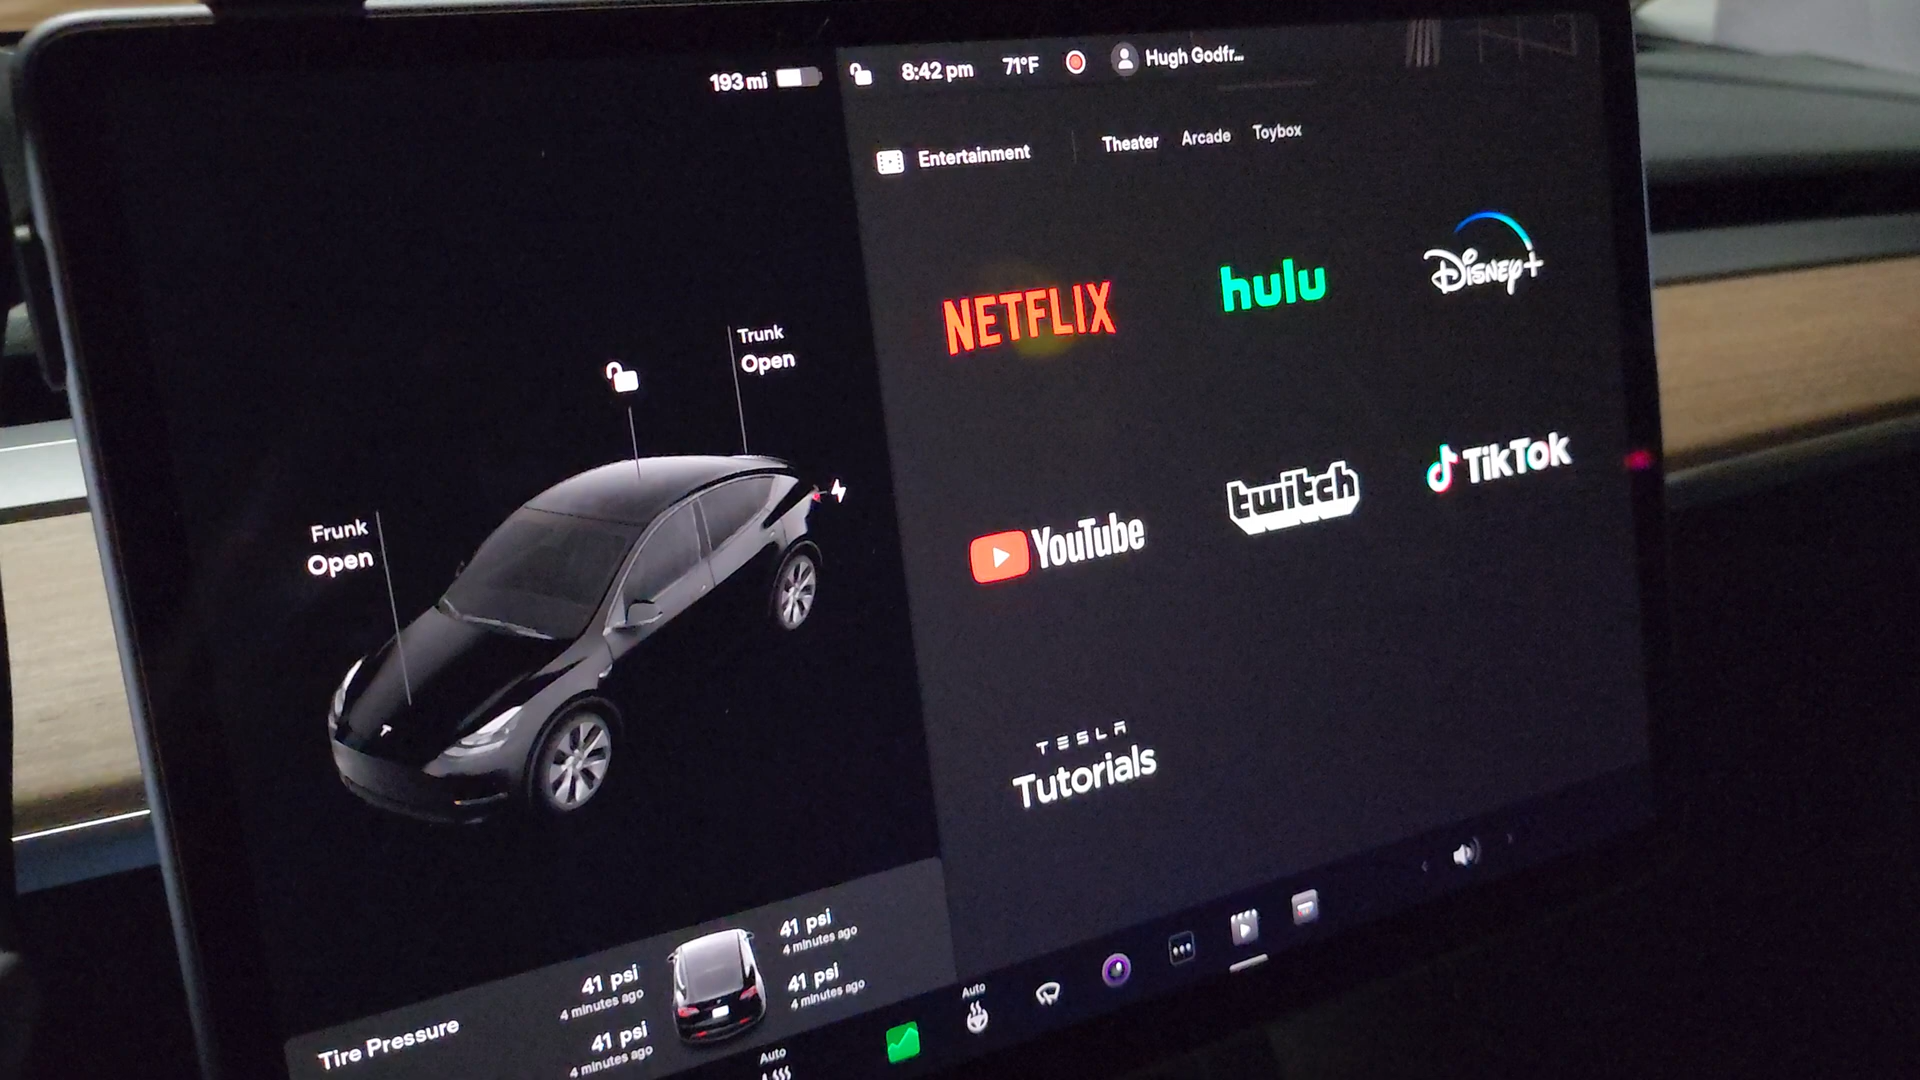 193 mi
8:42 pm
71°F
Hugh Godfr...
Entertainment
Theater
Arcade
Toybox
NETFLIX
hulu
Disney+
YouTube
twitch
TikTok
TESLA
Tutorials
Trunk
Open
Frunk
Open
Tire Pressure
41 psi
4 minutes ago
41 psi
4 minutes ago
41 psi
4 minutes ago
41 psi
4 minutes ago
Auto
Auto